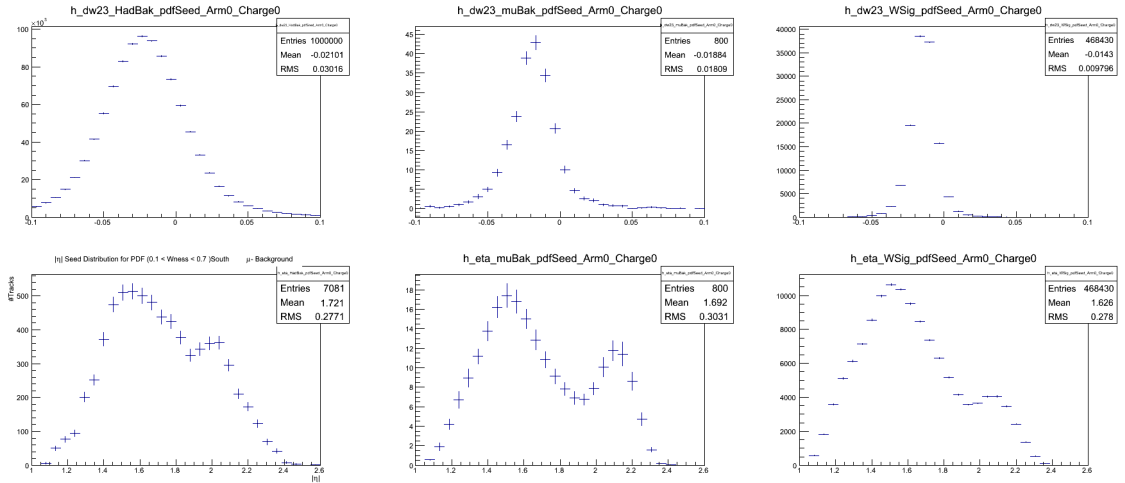 h_dw23_HadBak_pdfSeed_Arm0_Charge0
×10³
h_dw23_HadBak_pdfSeed_Arm0_Charge0
Entries 1000000
Mean -0.02101
RMS 0.03016
100
80
60
40
20
0
-0.1 -0.05 0 0.05 0.1
h_dw23_muBak_pdfSeed_Arm0_Charge0
h_dw23_muBak_pdfSeed_Arm0_Charge0
Entries 800
Mean -0.01884
RMS 0.01809
45
40
35
30
25
20
15
10
5
0
-0.1 -0.05 0 0.05 0.1
h_dw23_WSig_pdfSeed_Arm0_Charge0
h_dw23_WSig_pdfSeed_Arm0_Charge0
Entries 468430
Mean -0.0143
RMS 0.009796
40000
35000
30000
25000
20000
15000
10000
5000
0
-0.1 -0.05 0 0.05 0.1
|η| Seed Distribution for PDF (0.1 < Wness < 0.7 )South μ- Background
h_eta_HadBak_pdfSeed_Arm0_Charge0
Entries 7081
Mean 1.721
RMS 0.2771
#Tracks
500
400
300
200
100
0
1 1.2 1.4 1.6 1.8 2 2.2 2.4 2.6
|η|
h_eta_muBak_pdfSeed_Arm0_Charge0
h_eta_muBak_pdfSeed_Arm0_Charge0
Entries 800
Mean 1.692
RMS 0.3031
18
16
14
12
10
8
6
4
2
0
1 1.2 1.4 1.6 1.8 2 2.2 2.4 2.6
h_eta_WSig_pdfSeed_Arm0_Charge0
h_eta_WSig_pdfSeed_Arm0_Charge0
Entries 468430
Mean 1.626
RMS 0.278
10000
8000
6000
4000
2000
0
1 1.2 1.4 1.6 1.8 2 2.2 2.4 2.6